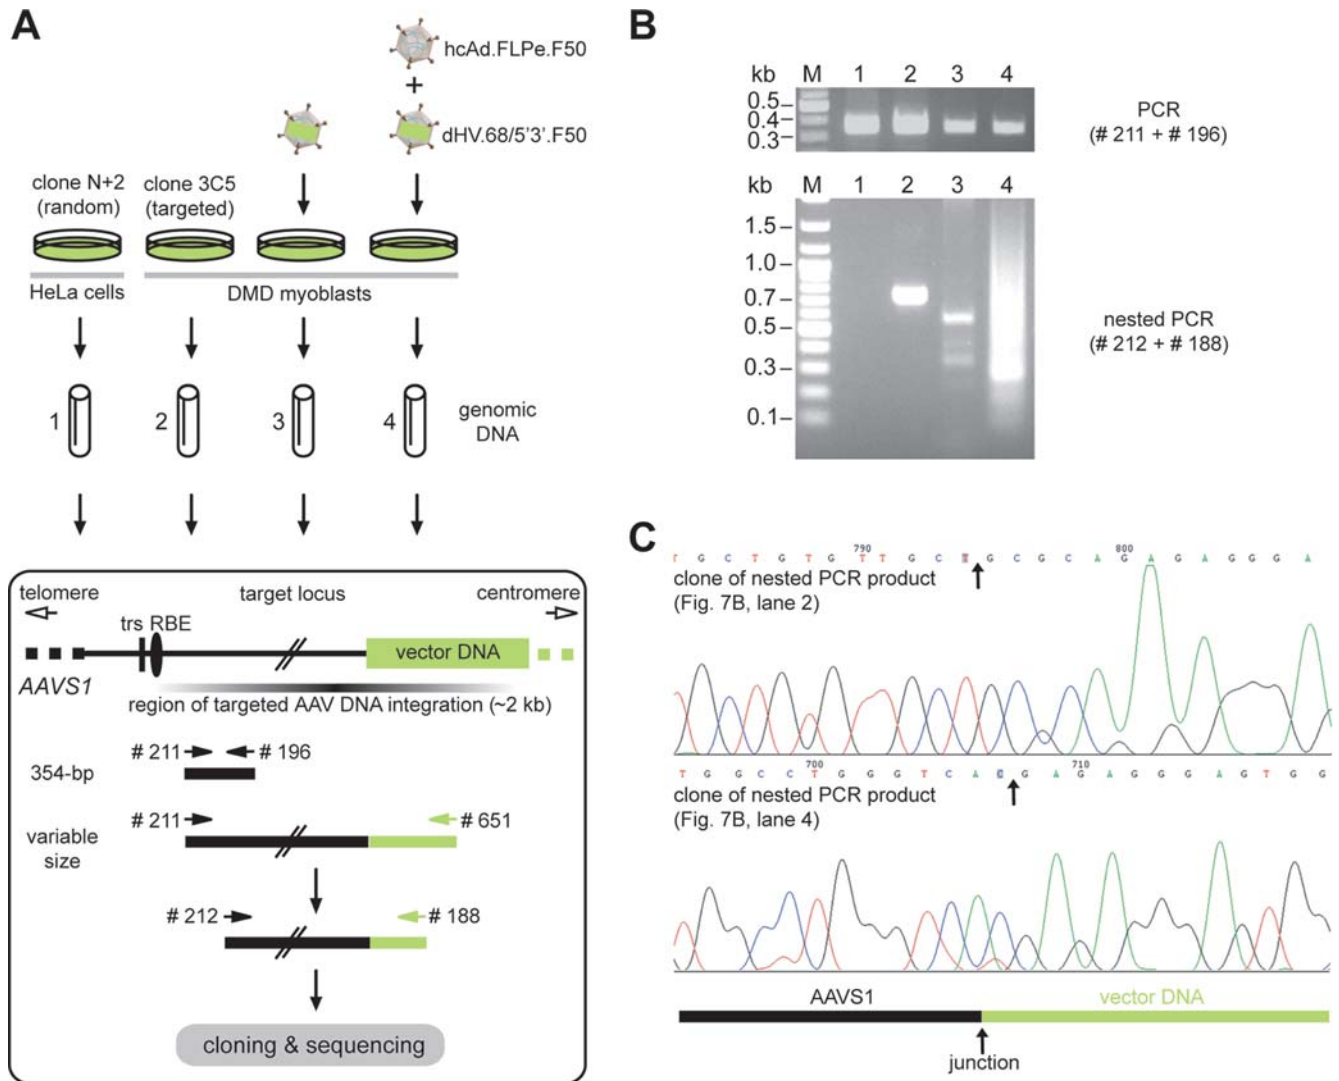 A
hcAd.FLPe.F50
+
dHV.68/5'3'.F50
clone N+2
(random)
clone 3C5
(targeted)
HeLa cells
DMD myoblasts
1
2
3
4
genomic
DNA
telomere
target locus
centromere
trs RBE
vector DNA
AAVS1
region of targeted AAV DNA integration (~2 kb)
# 211
# 196
354-bp
# 211
# 651
variable
size
# 212
# 188
cloning & sequencing
B
kb M 1 2 3 4
0.5
0.4
0.3
PCR
(# 211 + # 196)
kb M 1 2 3 4
1.5
1.0
0.7
0.5
0.3
0.1
nested PCR
(# 212 + # 188)
C
790 800
T G C T G T G T T G C T G C G C A G A G A G G G A
clone of nested PCR product
(Fig. 7B, lane 2)
700 710
T G G C C T G G G T C A C G A G A G G G A G T G G
clone of nested PCR product
(Fig. 7B, lane 4)
AAVS1
vector DNA
junction